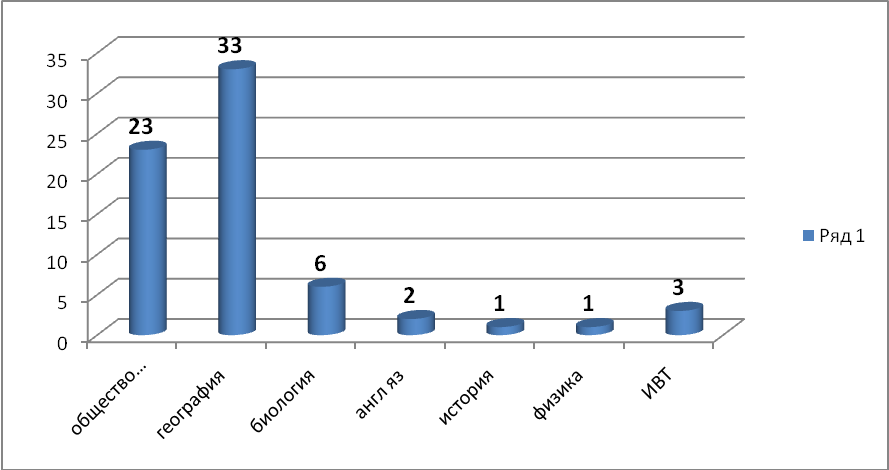 35
30
25
20
15
10
5
0
23
33
6
2
1
1
3
общество...
география
биология
англ яз
история
физика
ИВТ
Ряд 1